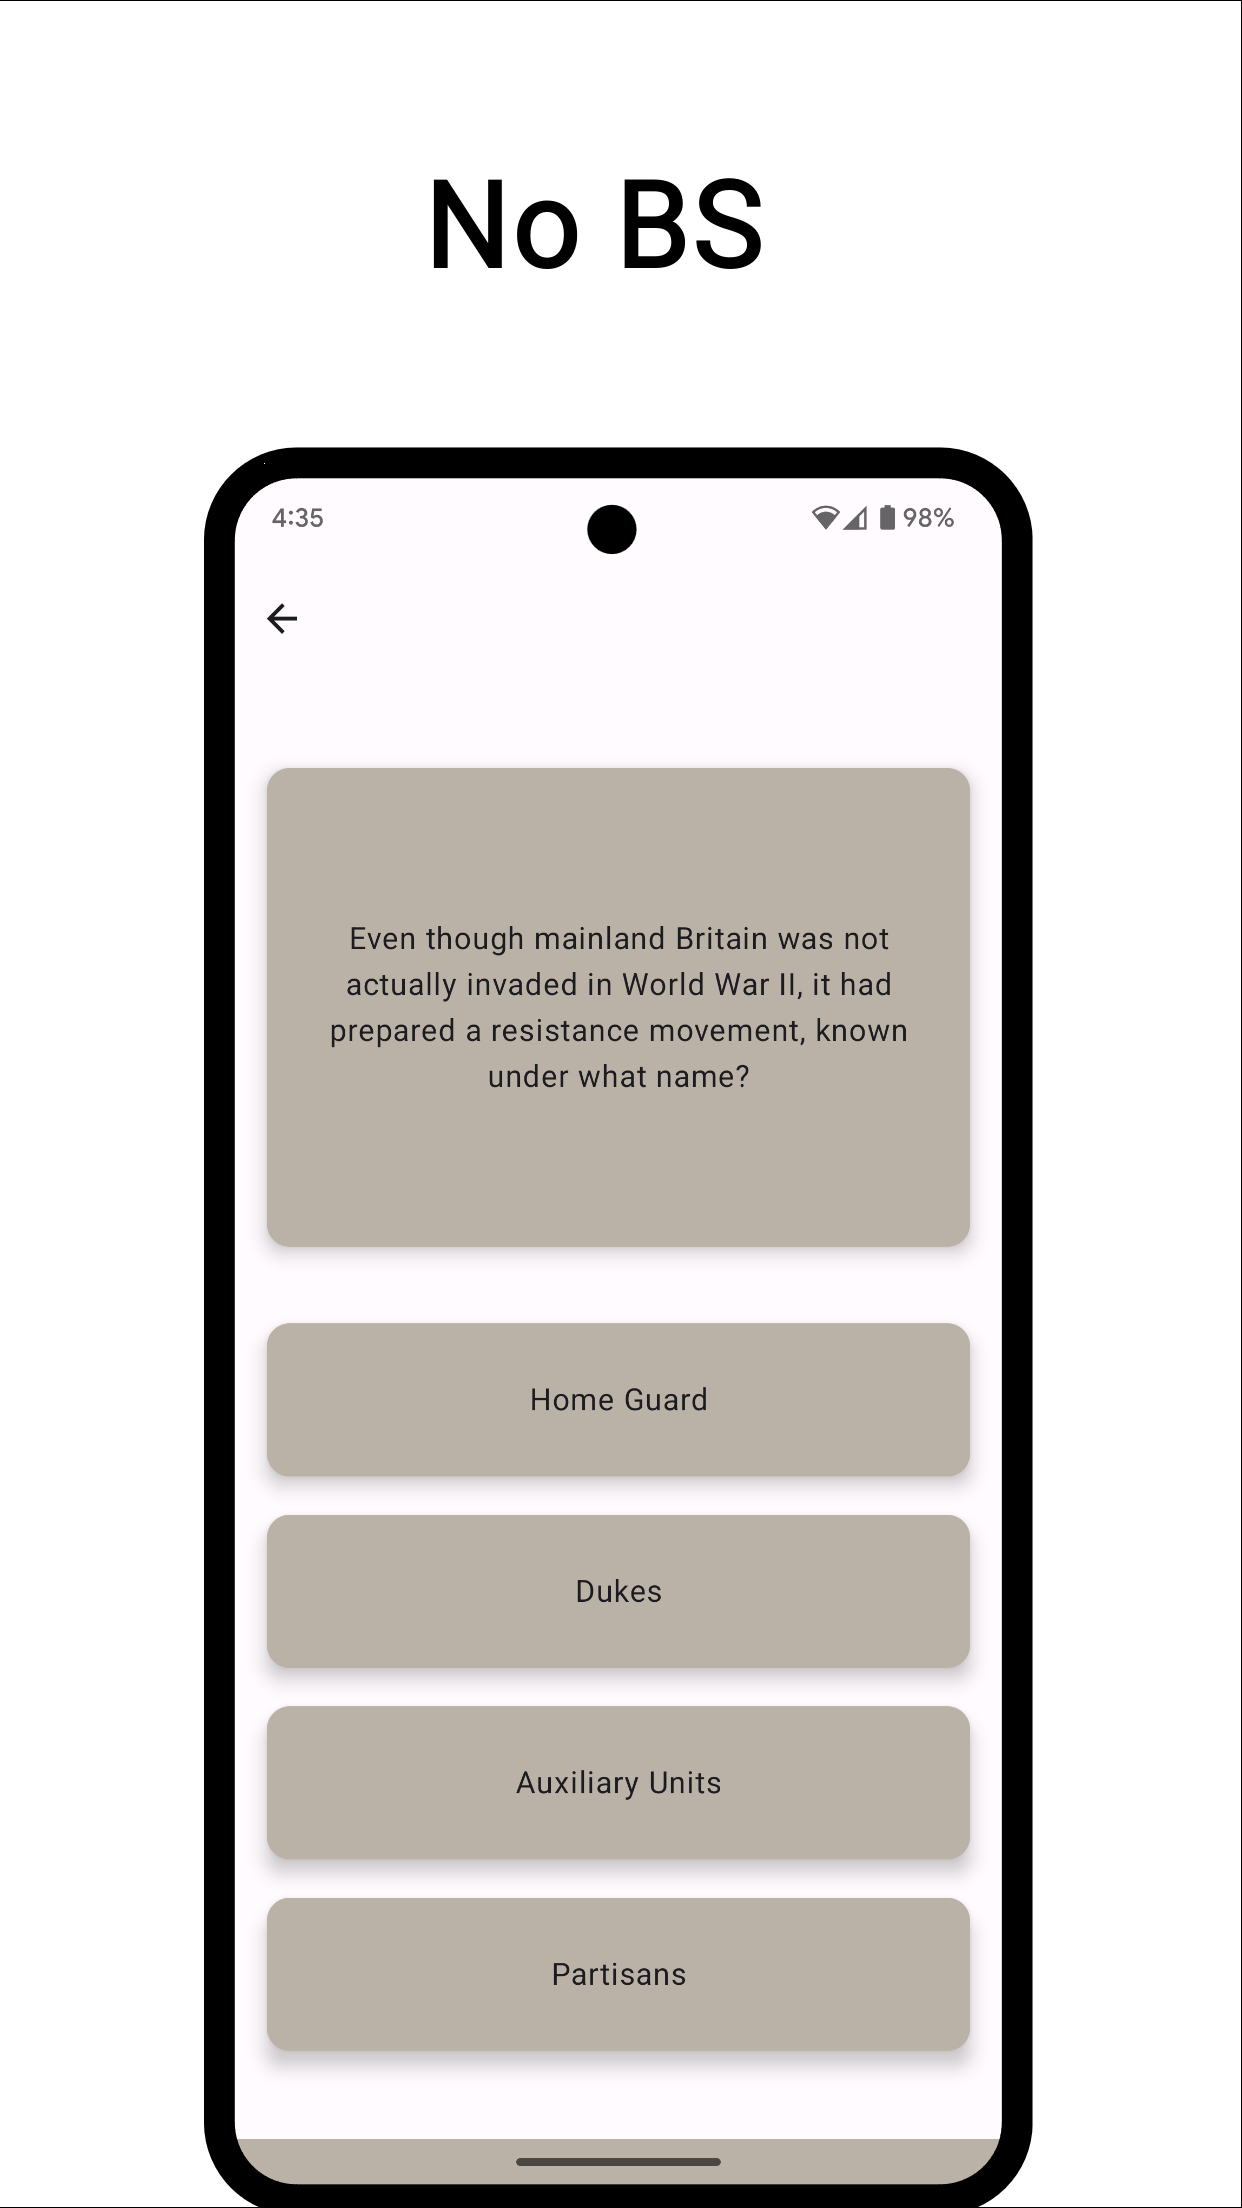 No BS
4:35
98%
Even though mainland Britain was not
actually invaded in World War II, it had
prepared a resistance movement, known
under what name?
Home Guard
Dukes
Auxiliary Units
Partisans